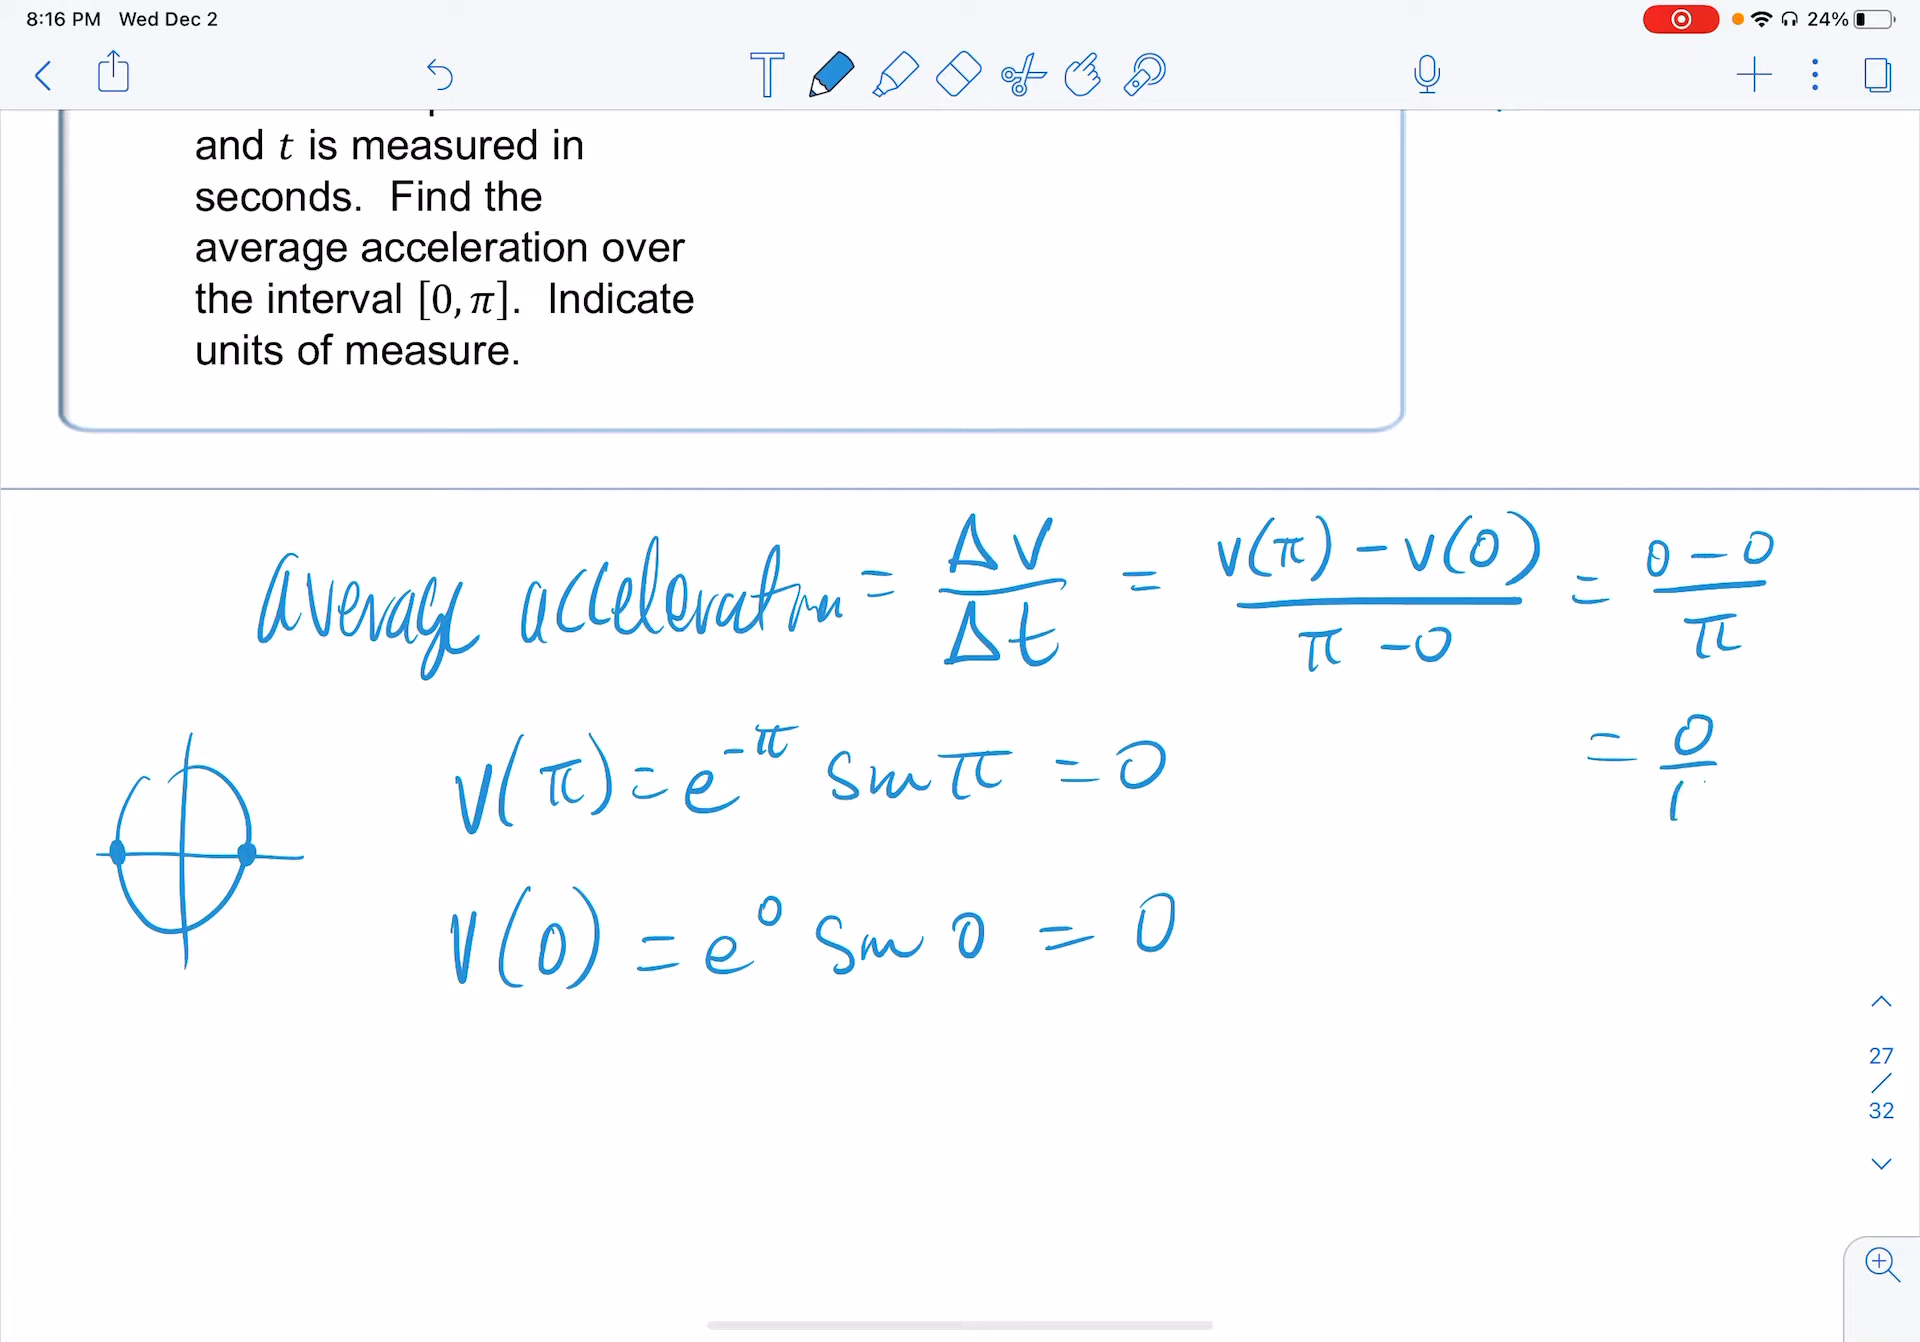 8:16 PM Wed Dec 2 24%
T
and t is measured in
seconds. Find the
average acceleration over
the interval [0, π]. Indicate
units of measure.
average acceleration = Δv/Δt = (v(π) – v(0))/(π – 0) = (0 – 0)/π
= 0/
v(π) = e^-π sin π = 0
v(0) = e^0 sin 0 = 0
27
/
32